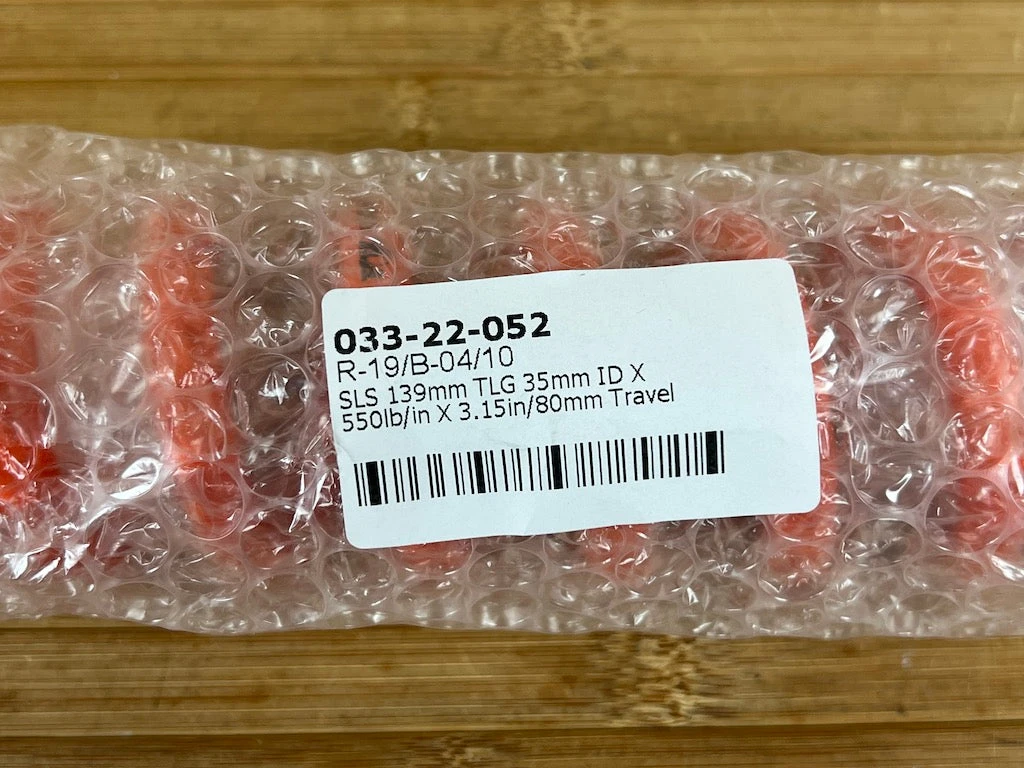 033-22-052
R-19/B-04/10
SLS 139mm TLG 35mm ID X
550lb/in X 3.15in/80mm Travel